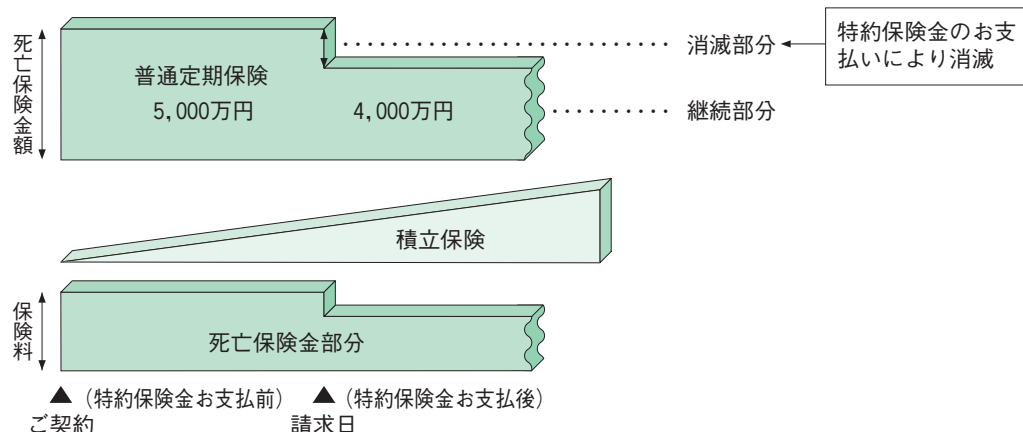 死亡保険金額
普通定期保険
5,000万円
4,000万円
消滅部分
特約保険金のお支
払いにより消滅
継続部分
積立保険
保険料
死亡保険金部分
▲（特約保険金お支払前）
ご契約
▲（特約保険金お支払後）
請求日